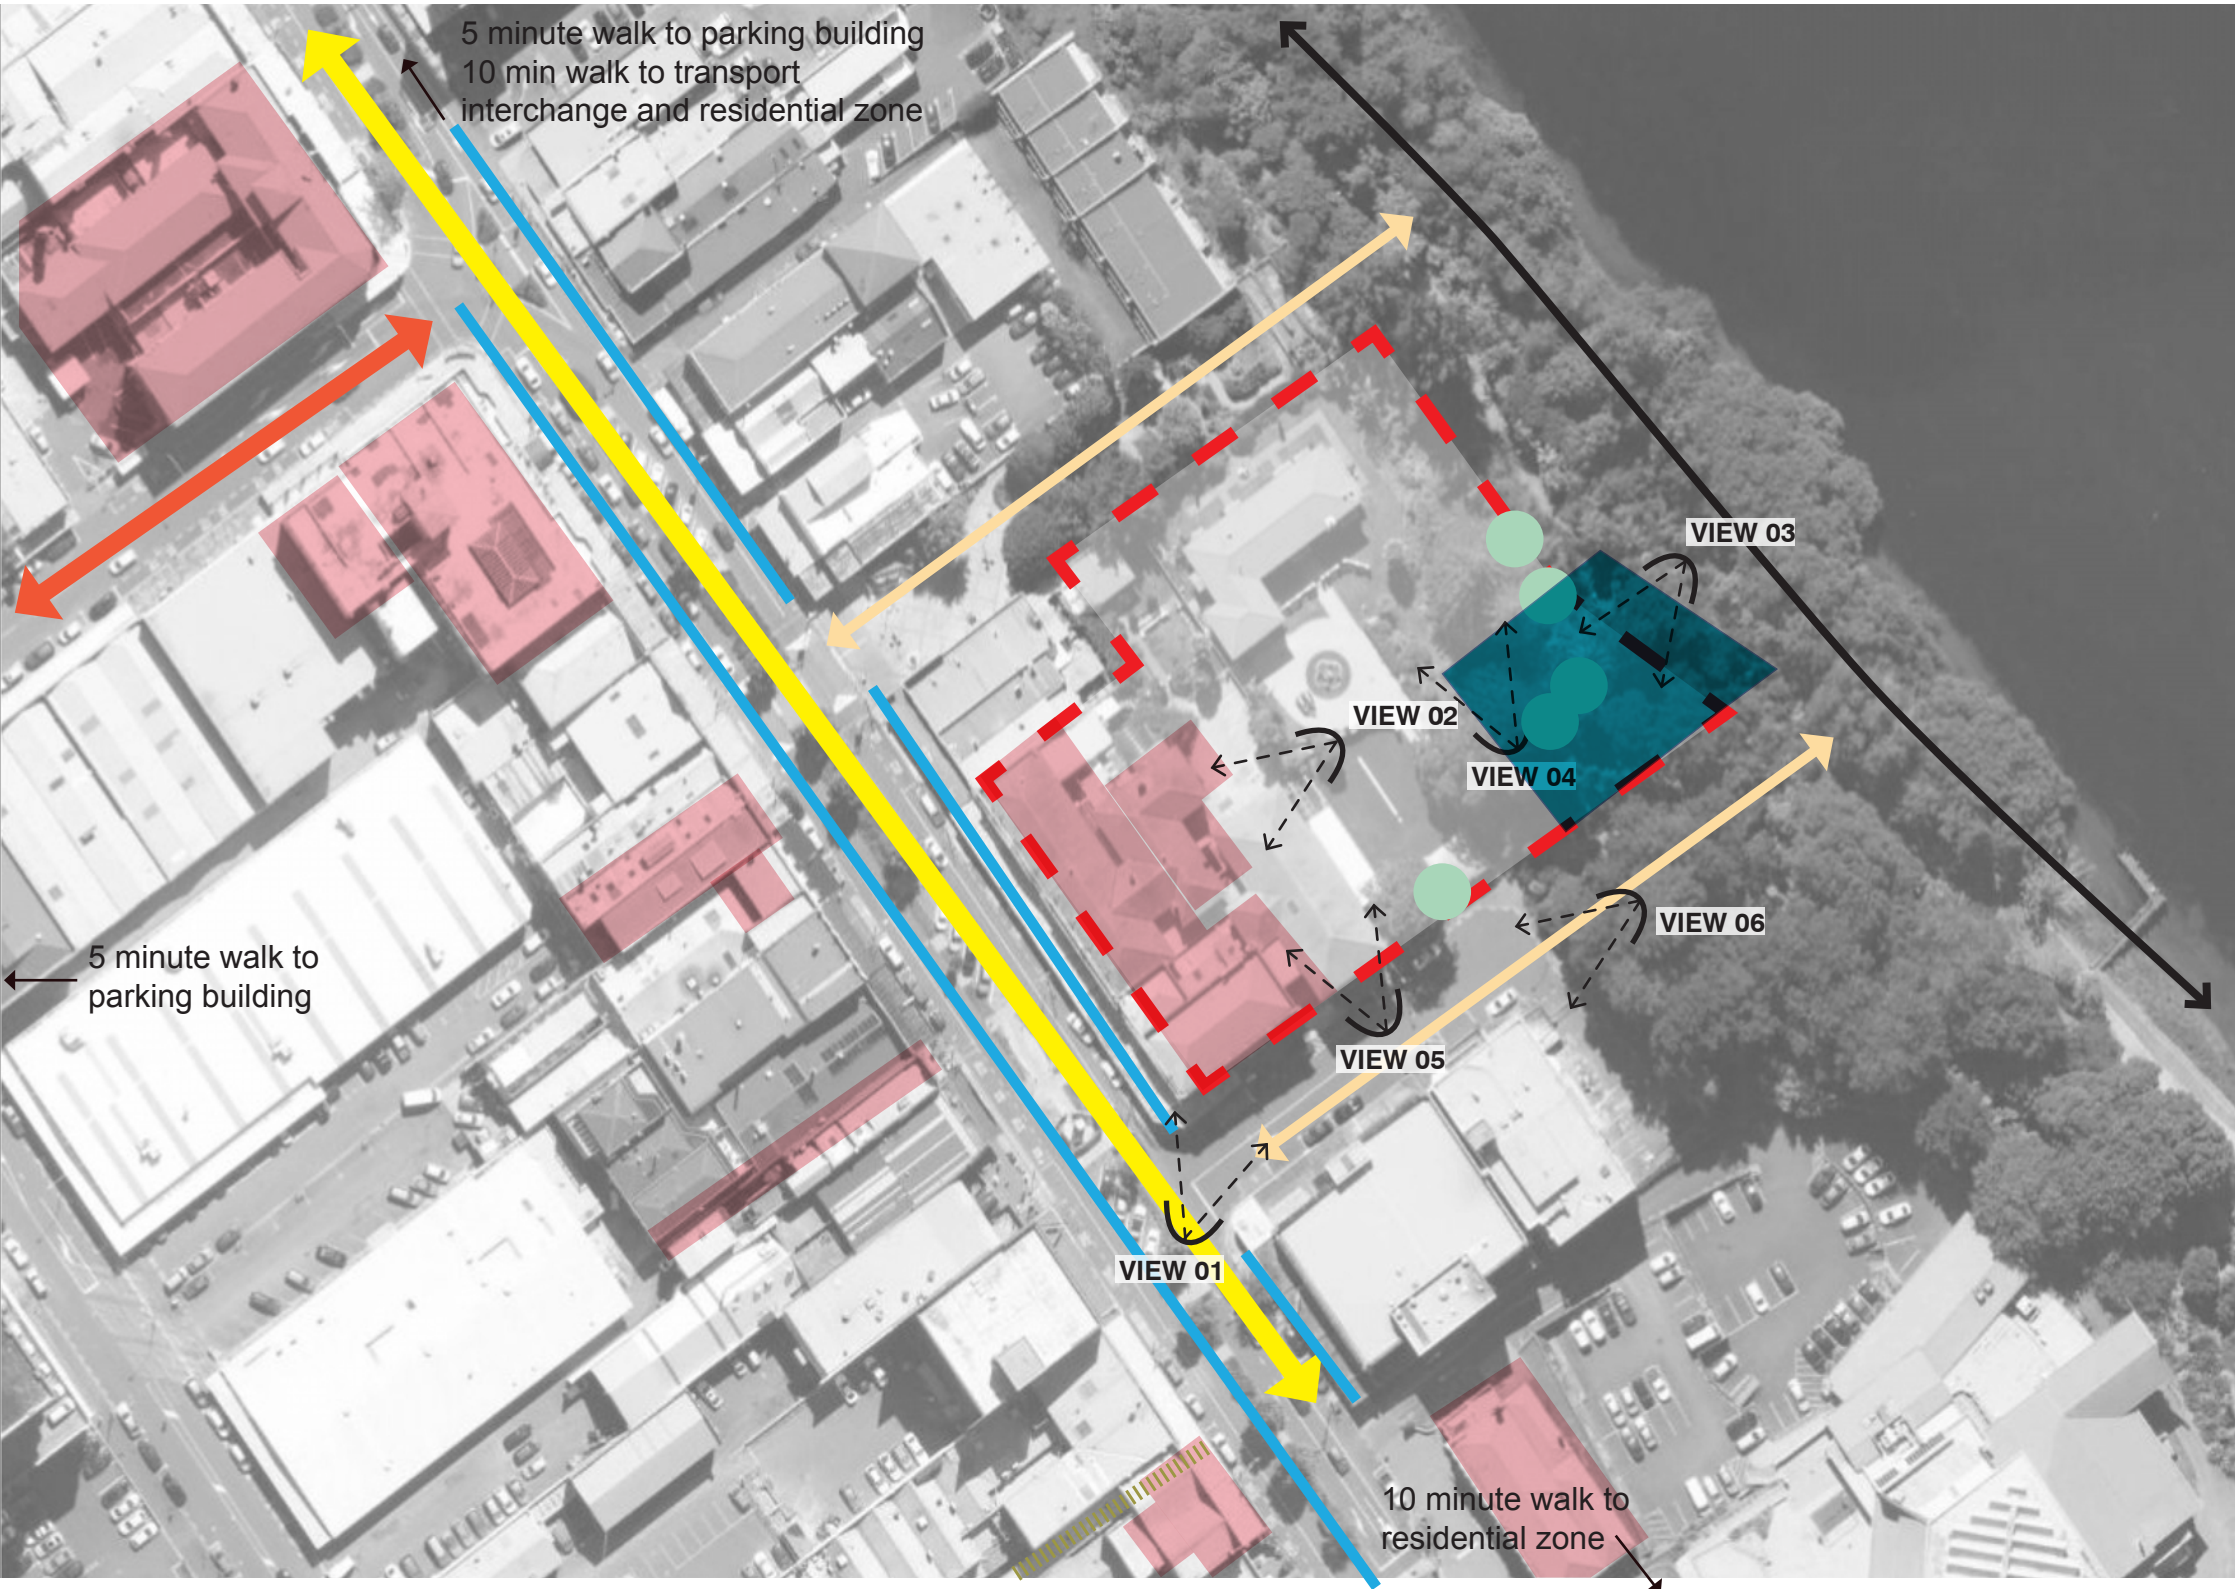 5 minute walk to parking building
10 min walk to transport
interchange and residential zone
VIEW 03
VIEW 02
VIEW 04
VIEW 06
5 minute walk to
parking building
VIEW 05
VIEW 01
10 minute walk to
residential zone